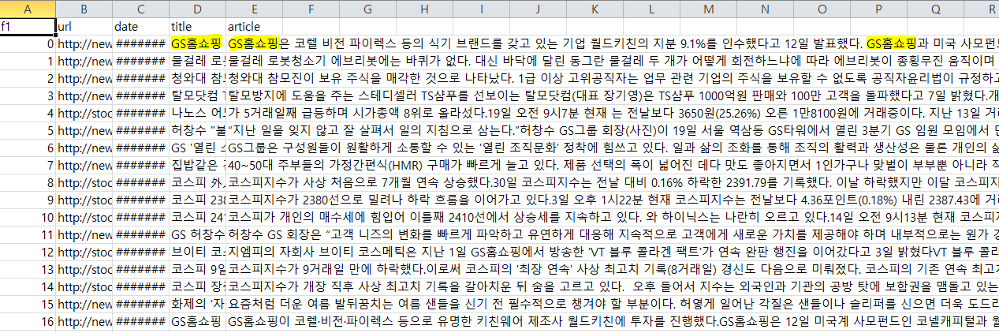 A B C D E F G H I J K L M N O P Q R
f1 url date title article
0 http://new ####### GS홈쇼핑 GS홈쇼핑은 코렐 비전 파이렉스 등의 식기 브랜드를 갖고 있는 기업 월드키친의 지분 9.1%를 인수했다고 12일 발표했다. GS홈쇼핑과 미국 사모펀드
1 http://new ####### 물걸레 로봇 물걸레 로봇청소기 에브리봇에는 바퀴가 없다. 대신 바닥에 달린 동그란 물걸레 두 개가 어떻게 회전하느냐에 따라 에브리봇이 종횡무진 움직이며
2 http://new ####### 청와대 참모 청와대 참모진이 보유 주식을 매각한 것으로 나타났다. 1급 이상 고위공직자는 업무 관련 기업의 주식을 보유할 수 없도록 공직자윤리법이 규정하고
3 http://new ####### 탈모닷컴 T 탈모방지에 도움을 주는 스테디셀러 TS샴푸를 선보이는 탈모닷컴(대표 장기영)은 TS샴푸 1000억원 판매와 100만 고객을 돌파했다고 7일 밝혔다.개
4 http://stoc ####### 나노스 어느 가 5거래일째 급등하며 시가총액 8위로 올라섰다.19일 오전 9시7분 현재 는 전날보다 3650원(25.26%) 오른 1만8100원에 거래중이다. 지난 13일 거
5 http://new ####### 허창수 "불 “지난 일을 잊지 않고 잘 살펴서 일의 지침으로 삼는다.”허창수 GS그룹 회장(사진)이 19일 서울 역삼동 GS타워에서 열린 3분기 GS 임원 모임에서
6 http://new ####### GS '열린 GS그룹은 구성원들이 원활하게 소통할 수 있는 ‘열린 조직문화’ 정착에 힘쓰고 있다. 일과 삶의 조화를 통해 조직의 활력과 생산성은 물론 개인의 삶
7 http://new ####### 집밥같은 40~50대 주부들의 가정간편식(HMR) 구매가 빠르게 늘고 있다. 제품 선택의 폭이 넓어진 데다 맛도 좋아지면서 1인가구나 맞벌이 부부뿐 아니라
8 http://stoc ####### 코스피 外 코스피지수가 사상 처음으로 7개월 연속 상승했다.30일 코스피지수는 전날 대비 0.16% 하락한 2391.79를 기록했다. 이날 하락했지만 이달 코스피지
9 http://stoc ####### 코스피 238 코스피지수가 2380선으로 밀려나 하락 흐름을 이어가고 있다.3일 오후 1시22분 현재 코스피지수는 전날보다 4.36포인트(0.18%) 내린 2387.43에 거
10 http://stoc ####### 코스피 241 코스피가 개인의 매수세에 힘입어 이틀째 2410선에서 상승세를 지속하고 있다. 와 하이닉스는 나란히 오르고 있다.14일 오전 9시13분 현재 코스피지
11 http://new ####### GS 허창수 허창수 GS 회장은 “고객 니즈의 변화를 빠르게 파악하고 유연하게 대응해 지속적으로 고객에게 새로운 가치를 제공해야 하며 내부적으로는 원가
12 http://stoc ####### 브이티 코 지엠피의 자회사 브이티 코스메틱은 지난 1일 GS홈쇼핑에서 방송한 'VT 블루 콜라겐 팩트'가 연속 완판 행진을 이어갔다고 3일 밝혔다VT 블루 콜라
13 http://stoc ####### 코스피 9일 코스피지수가 9거래일 만에 하락했다.이로써 코스피의 '최장 연속' 사상 최고치 기록(8거래일) 경신도 다음으로 미뤄졌다. 코스피의 기존 연속 최고
14 http://stoc ####### 코스피 장 코스피지수가 개장 직후 사상 최고치 기록을 갈아치운 뒤 숨을 고르고 있다. 오후 들어서 지수는 외국인과 기관의 공방 탓에 보합권을 맴돌고 있는
15 http://new ####### 화제의 '자 요즘처럼 더운 여름 발뒤꿈치는 여름 샌들이나 신기 전 필수적으로 챙겨야 할 부분이다. 허옇게 일어난 각질은 샌들이나 슬리퍼를 신으면 더욱 도드라
16 http://new ####### GS홈쇼핑 GS홈쇼핑이 코렐·비전·파이렉스 등으로 유명한 키친웨어 제조사 월드키친에 투자를 진행했다.GS홈쇼핑은 12일 미국계 사모펀드인 코넬캐피털과 월